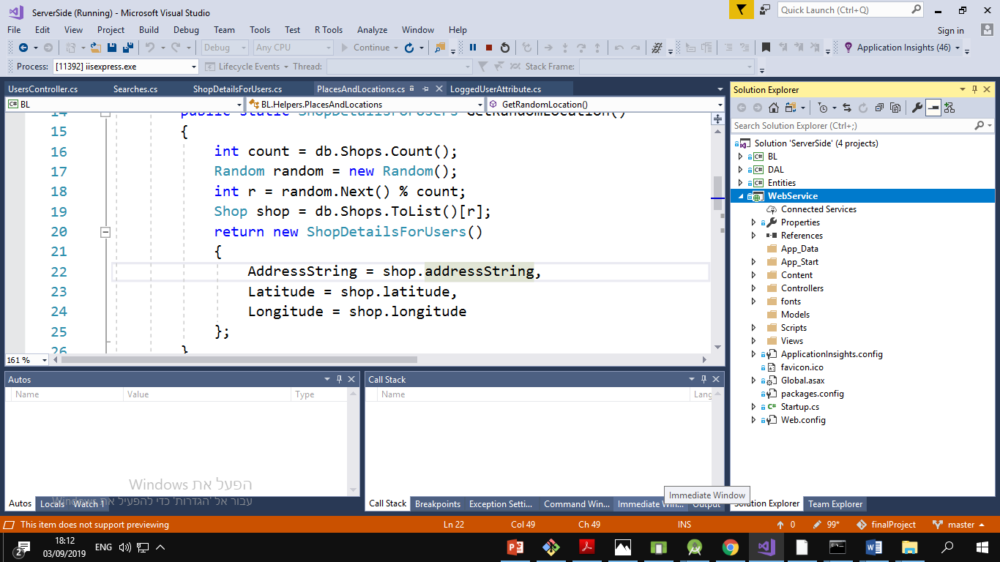 ServerSide (Running) - Microsoft Visual Studio
Quick Launch (Ctrl+Q)
File Edit View Project Build Debug Team Tools Test R Tools Analyze Window Help
Sign in
Debug Any CPU Continue Application Insights (46)
Process: [11392] iisexpress.exe Lifecycle Events Thread: Stack Frame:
UsersController.cs Searches.cs ShopDetailsForUsers.cs PlacesAndLocations.cs LoggedUserAttribute.cs
BL BL.Helpers.PlacesAndLocations GetRandomLocation()
14 public static ShopDetailsForUsers GetRandomLocation()
15 {
16 int count = db.Shops.Count();
17 Random random = new Random();
18 int r = random.Next() % count;
19 Shop shop = db.Shops.ToList()[r];
20 return new ShopDetailsForUsers()
21 {
22 AddressString = shop.addressString,
23 Latitude = shop.latitude,
24 Longitude = shop.longitude
25 };
26 }
161 %
Solution Explorer
Search Solution Explorer (Ctrl+;)
Solution 'ServerSide' (4 projects)
BL
DAL
Entities
WebService
Connected Services
Properties
References
App_Data
App_Start
Content
Controllers
fonts
Models
Scripts
Views
ApplicationInsights.config
favicon.ico
Global.asax
packages.config
Startup.cs
Web.config
Autos
Name Value Type
Call Stack
Name Lang
הפעל את Windows
עבור אל 'הגדרות' כדי להפעיל את Windows
Autos Locals Watch 1
Call Stack Breakpoints Exception Setti... Command Win... Immediate Win... Output
Immediate Window
Solution Explorer Team Explorer
This item does not support previewing Ln 22 Col 49 Ch 49 INS 0 99* finalProject master
2 18:12 ENG
03/09/2019